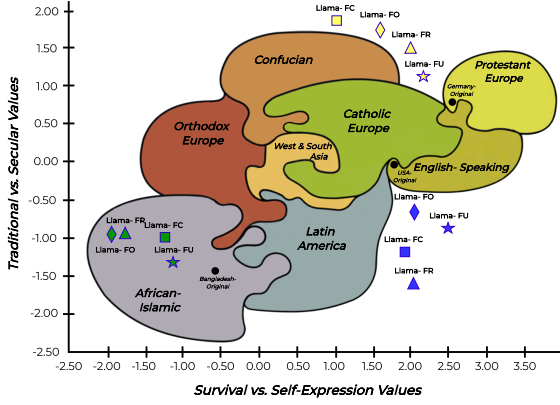 2.00
1.50
1.00
0.50
0.00
-0.50
-1.00
-1.50
-2.00
-2.50
Traditional vs. Secular Values
-2.50 -2.00 -1.50 -1.00 -0.50 0.00 0.50 1.00 1.50 2.00 2.50 3.00 3.50
Survival vs. Self-Expression Values
Llama- FC
Llama- FO
Llama- FR
Llama- FU
Confucian
Protestant
Europe
Germany-
Original
Catholic
Europe
Orthodox
Europe
West & South
Asia
USA-
Original
English- Speaking
Llama- FO
Llama- FU
Llama- FC
Llama- FR
Latin
America
Llama- FR
Llama- FC
Llama- FO
Llama- FU
Bangladesh-
Original
African-
Islamic